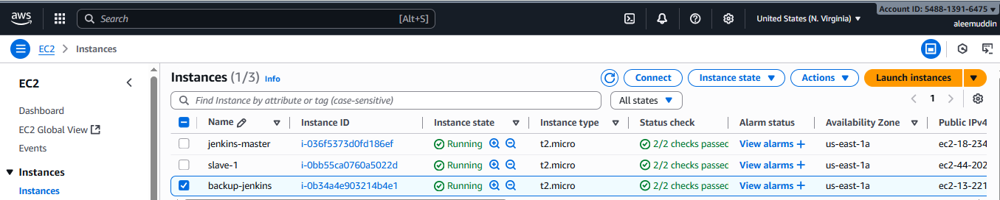 aws
Search [Alt+S]
United States (N. Virginia)
Account ID: 5488-1391-6475
aleemuddin
EC2 Instances
EC2
Dashboard
EC2 Global View
Events
Instances
Instances
Instances (1/3) Info
Connect Instance state Actions Launch instances
Find Instance by attribute or tag (case-sensitive) All states
1
Name Instance ID Instance state Instance type Status check Alarm status Availability Zone Public IPv4
jenkins-master i-036f5373d0fd186ef Running t2.micro 2/2 checks passed View alarms + us-east-1a ec2-18-234
slave-1 i-0bb55ca0760a5022d Running t2.micro 2/2 checks passed View alarms + us-east-1a ec2-44-202
backup-jenkins i-0b34a4e903214b4e1 Running t2.micro 2/2 checks passed View alarms + us-east-1a ec2-13-221